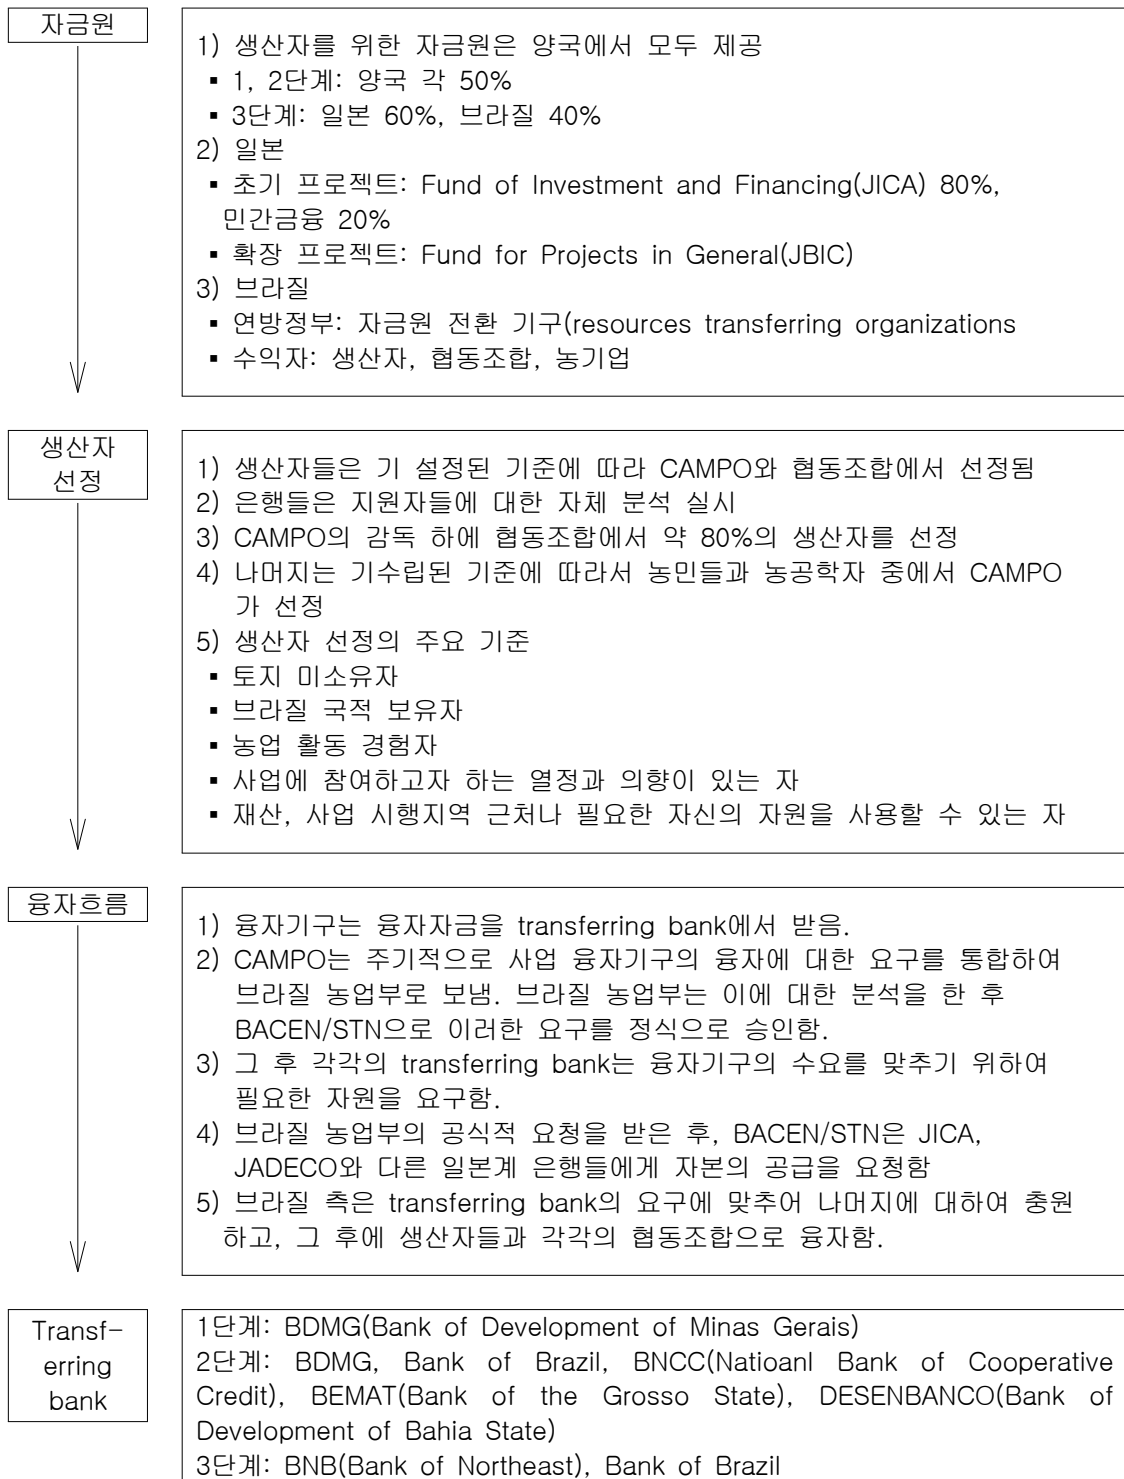 자금원
1) 생산자를 위한 자금원은 양국에서 모두 제공
▪ 1, 2단계: 양국 각 50%
▪ 3단계: 일본 60%, 브라질 40%
2) 일본
▪ 초기 프로젝트: Fund of Investment and Financing(JICA) 80%,
민간금융 20%
▪ 확장 프로젝트: Fund for Projects in General(JBIC)
3) 브라질
▪ 연방정부: 자금원 전환 기구(resources transferring organizations
▪ 수익자: 생산자, 협동조합, 농기업
생산자
선정
1) 생산자들은 기 설정된 기준에 따라 CAMPO와 협동조합에서 선정됨
2) 은행들은 지원자들에 대한 자체 분석 실시
3) CAMPO의 감독 하에 협동조합에서 약 80%의 생산자를 선정
4) 나머지는 기수립된 기준에 따라서 농민들과 농공학자 중에서 CAMPO
가 선정
5) 생산자 선정의 주요 기준
▪ 토지 미소유자
▪ 브라질 국적 보유자
▪ 농업 활동 경험자
▪ 사업에 참여하고자 하는 열정과 의향이 있는 자
▪ 재산, 사업 시행지역 근처나 필요한 자신의 자원을 사용할 수 있는 자
융자흐름
1) 융자기구는 융자자금을 transferring bank에서 받음.
2) CAMPO는 주기적으로 사업 융자기구의 융자에 대한 요구를 통합하여
브라질 농업부로 보냄. 브라질 농업부는 이에 대한 분석을 한 후
BACEN/STN으로 이러한 요구를 정식으로 승인함.
3) 그 후 각각의 transferring bank는 융자기구의 수요를 맞추기 위하여
필요한 자원을 요구함.
4) 브라질 농업부의 공식적 요청을 받은 후, BACEN/STN은 JICA,
JADECO와 다른 일본계 은행들에게 자본의 공급을 요청함
5) 브라질 측은 transferring bank의 요구에 맞추어 나머지에 대하여 충원
하고, 그 후에 생산자들과 각각의 협동조합으로 융자함.
Transf-
erring
bank
1단계: BDMG(Bank of Development of Minas Gerais)
2단계: BDMG, Bank of Brazil, BNCC(Natioanl Bank of Cooperative
Credit), BEMAT(Bank of the Grosso State), DESENBANCO(Bank of
Development of Bahia State)
3단계: BNB(Bank of Northeast), Bank of Brazil